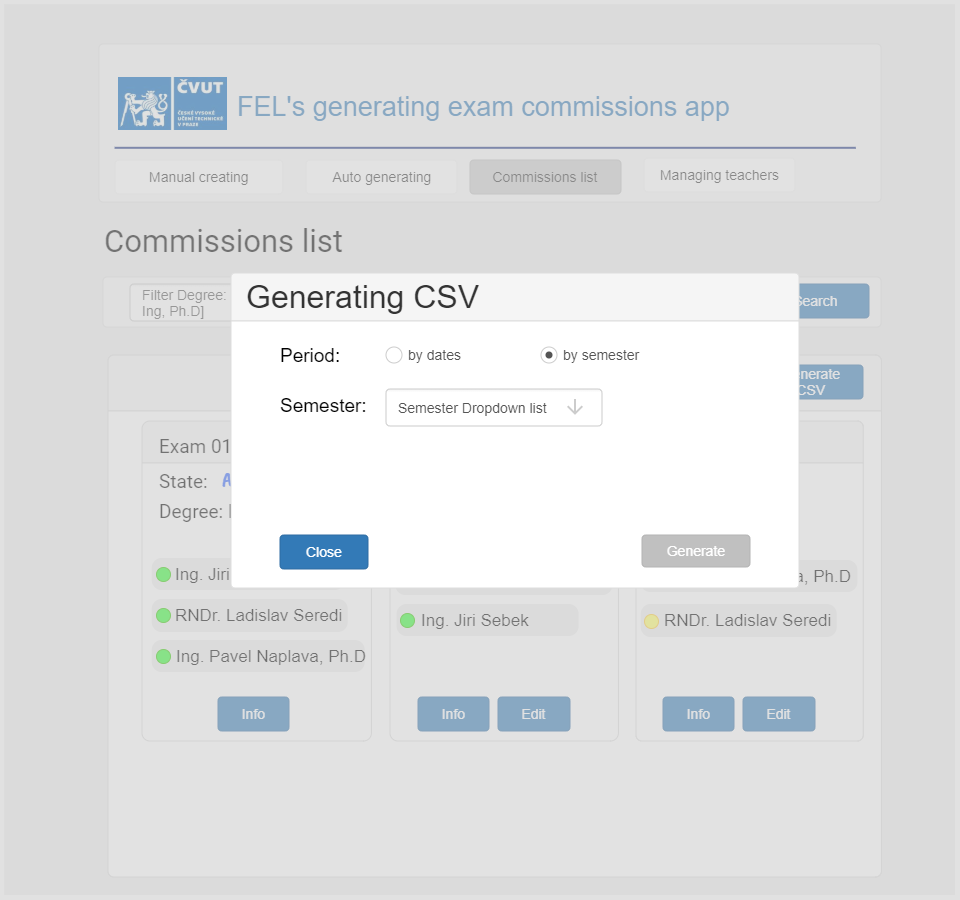 ČVUT
ČESKÉ VYSOKÉ
UČENÍ TECHNICKÉ
V PRAZE
FEL's generating exam commissions app
Manual creating
Auto generating
Commissions list
Managing teachers
Commissions list
Filter Degree:
Ing, Ph.D]
Search
Generating CSV
Period:
by dates
by semester
Semester:
Semester Dropdown list
Close
Generate
nerate
CSV
Exam 01
State: A
Degree:
Ing. Jiri
RNDr. Ladislav Seredi
Ing. Pavel Naplava, Ph.D
Info
Ing. Jiri Sebek
Info
Edit
a, Ph.D
RNDr. Ladislav Seredi
Info
Edit